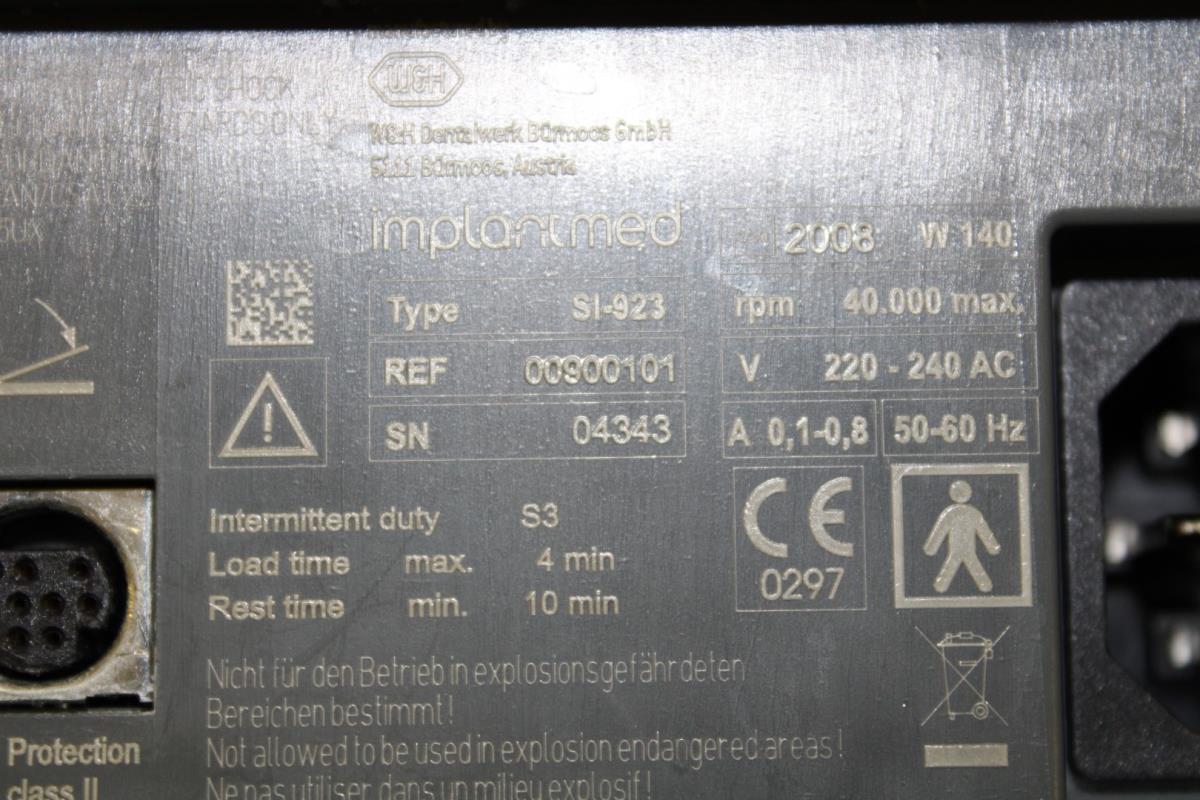 W&H
W&H Dentalwerk Bürmoos GmbH
5111 Bürmoos, Austria
implantmed
2008 W 140
Type SI-923
rpm 40.000 max.
REF 00900101
V 220 - 240 AC
SN 04343
A 0,1-0,8
50-60 Hz
CE
0297
Intermittent duty S3
Load time max. 4 min
Rest time min. 10 min
Nicht für den Betrieb in explosionsgefährdeten
Bereichen bestimmt!
Not allowed to be used in explosion endangered areas!
Ne pas utiliser dans un milieu explosif!
SHOCK
ONLY
Protection
class II